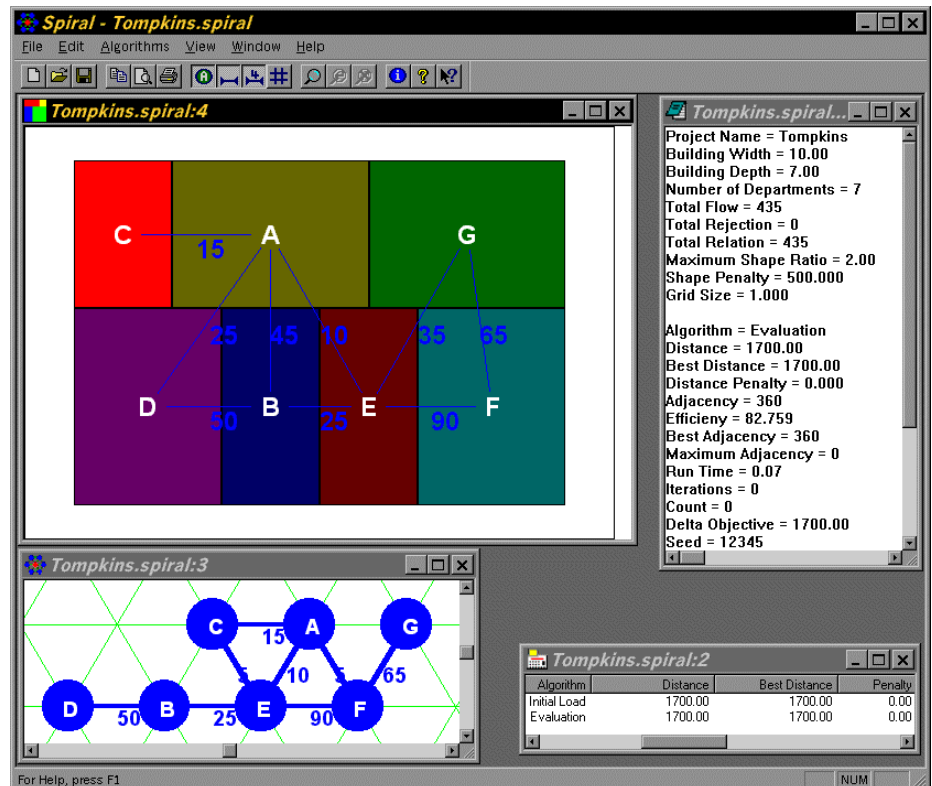 Spiral - Tompkins.spiral
File Edit Algorithms View Window Help
Tompkins.spiral:4
C A G
15
25 45 10 35 65
D B E F
50 25 90
Tompkins.spiral...
Project Name = Tompkins
Building Width = 10.00
Building Depth = 7.00
Number of Departments = 7
Total Flow = 435
Total Rejection = 0
Total Relation = 435
Maximum Shape Ratio = 2.00
Shape Penalty = 500.000
Grid Size = 1.000
Algorithm = Evaluation
Distance = 1700.00
Best Distance = 1700.00
Distance Penalty = 0.000
Adjacency = 360
Efficieny = 82.759
Best Adjacency = 360
Maximum Adjacency = 0
Run Time = 0.07
Iterations = 0
Count = 0
Delta Objective = 1700.00
Seed = 12345
Tompkins.spiral:3
C A G
15
5 10 5 65
D B E F
50 25 90
Tompkins.spiral:2
Algorithm Distance Best Distance Penalty
Initial Load 1700.00 1700.00 0.00
Evaluation 1700.00 1700.00 0.00
For Help, press F1
NUM